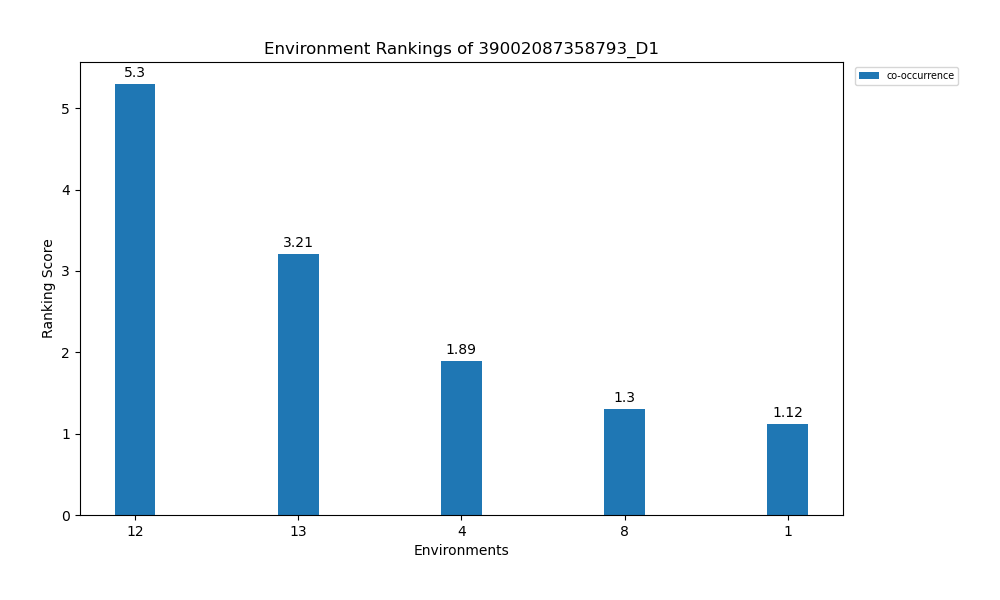 Environment Rankings of 39002087358793_D1
co-occurrence
5.3
3.21
1.89
1.3
1.12
Ranking Score
5
4
3
2
1
0
12 13 4 8 1
Environments